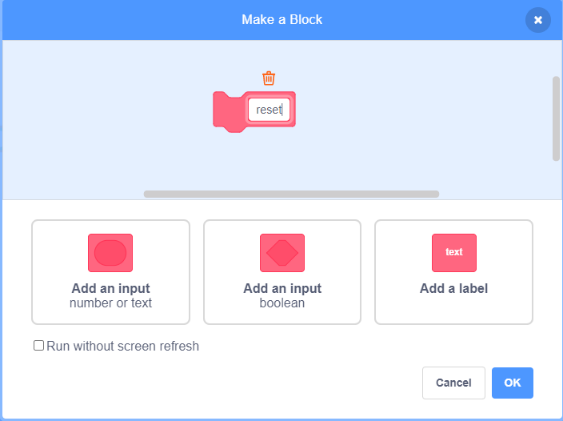 Make a Block
reset
text
Add an input
number or text
Add an input
boolean
Add a label
Run without screen refresh
Cancel
OK